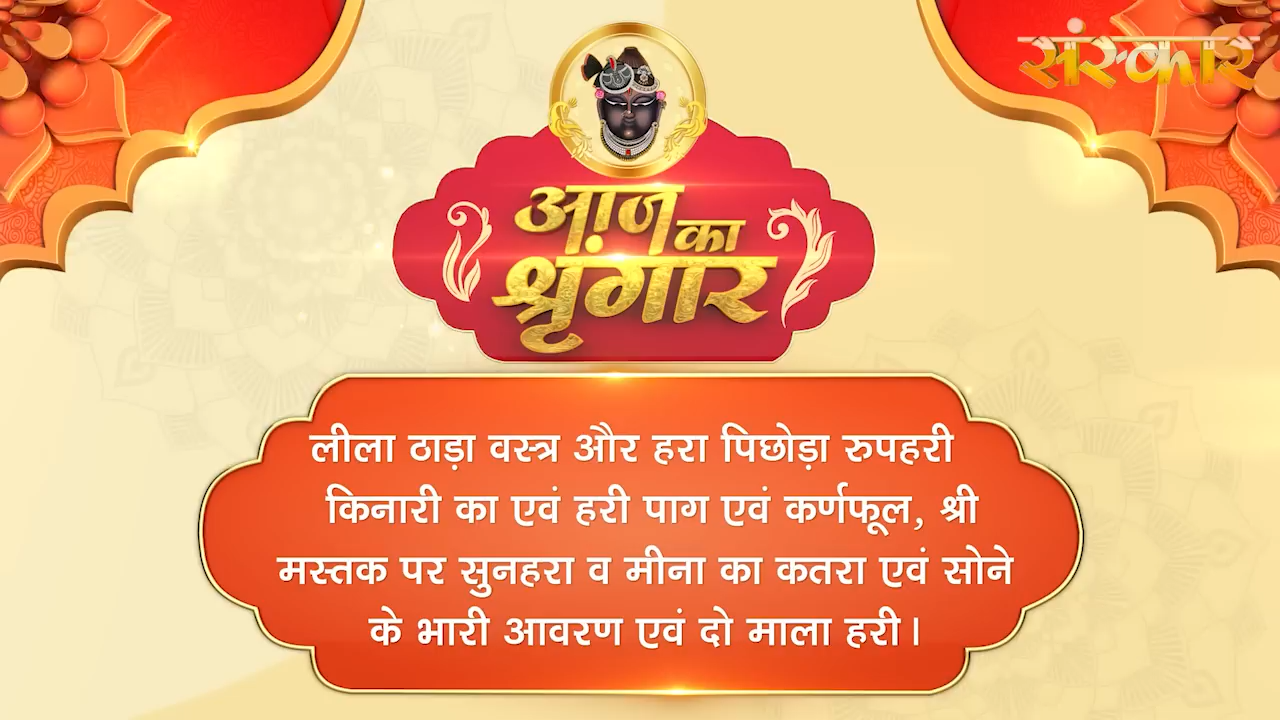 संस्कार
आज का
श्रृंगार
लीला ठाड़ा वस्त्र और हरा पिछोड़ा रुपहरी
किनारी का एवं हरी पाग एवं कर्णफूल, श्री
मस्तक पर सुनहरा व मीना का कतरा एवं सोने
के भारी आवरण एवं दो माला हरी।